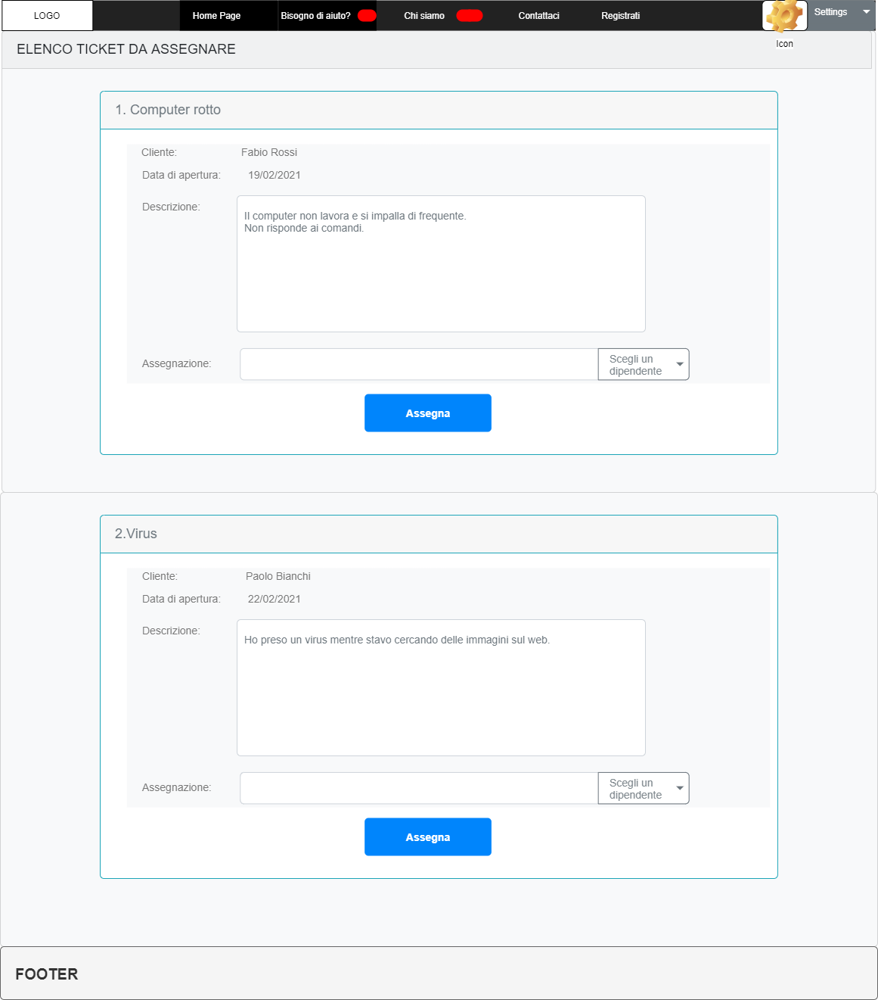 LOGO
Home Page
Bisogno di aiuto?
Chi siamo
Contattaci
Registrati
Settings
Icon
ELENCO TICKET DA ASSEGNARE
1. Computer rotto
Cliente:
Fabio Rossi
Data di apertura:
19/02/2021
Descrizione:
Il computer non lavora e si impalla di frequente.
Non risponde ai comandi.
Assegnazione:
Scegli un
dipendente
Assegna
2.Virus
Cliente:
Paolo Bianchi
Data di apertura:
22/02/2021
Descrizione:
Ho preso un virus mentre stavo cercando delle immagini sul web.
Assegnazione:
Scegli un
dipendente
Assegna
FOOTER